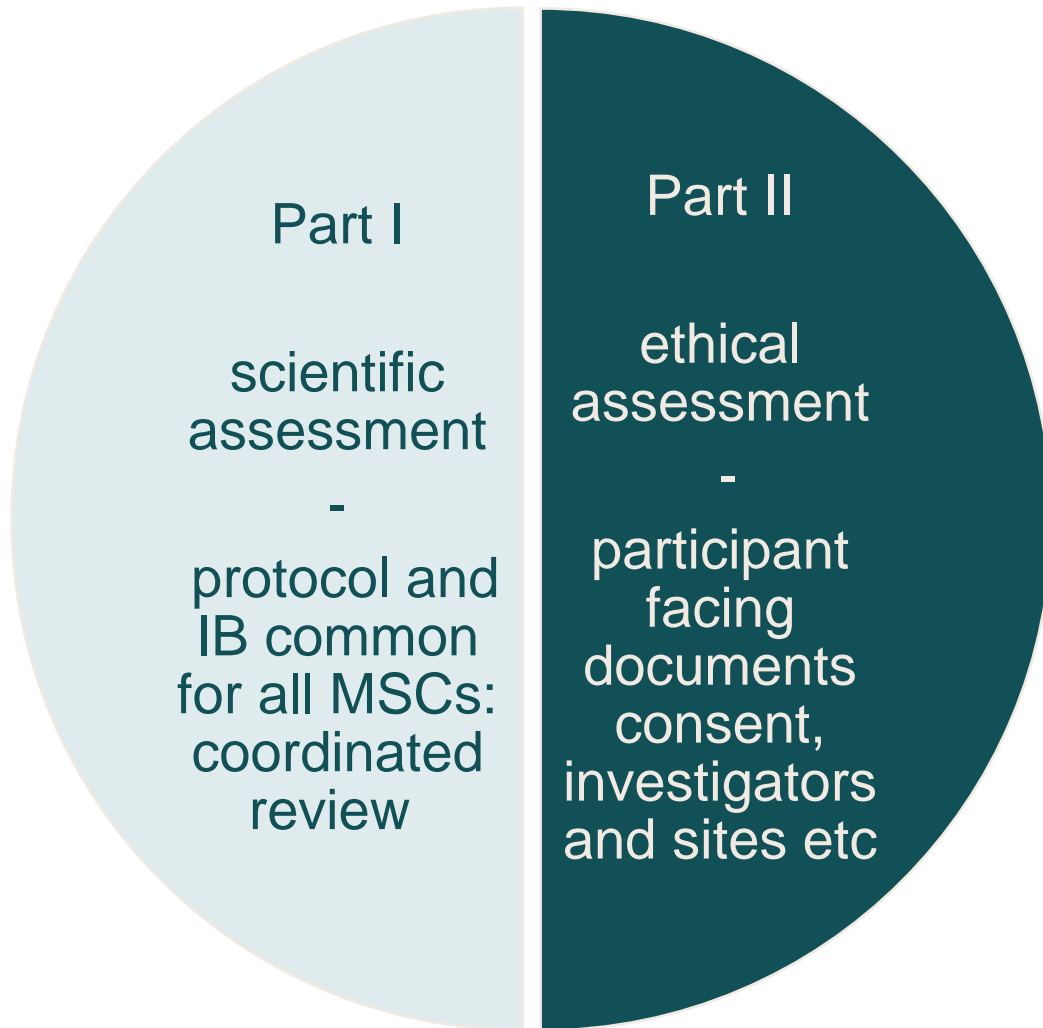 Part I
scientific
assessment
-
protocol and
IB common
for all MSCs:
coordinated
review
Part II
ethical
assessment
-
participant
facing
documents
consent,
investigators
and sites etc